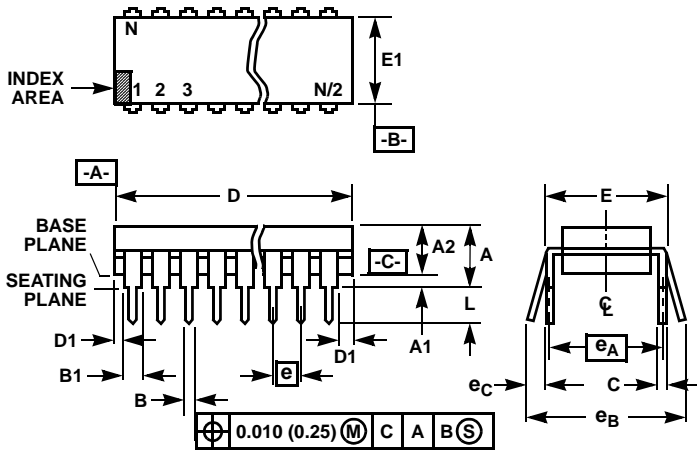 N
E1
INDEX
AREA
1 2 3 N/2
-B-
-A-
D
E
BASE
PLANE
A2
A
-C-
SEATING
PLANE
L
C
L
D1
A1
D1
e
eA
B1
eC
C
B
eB
0.010 (0.25) M C A B S